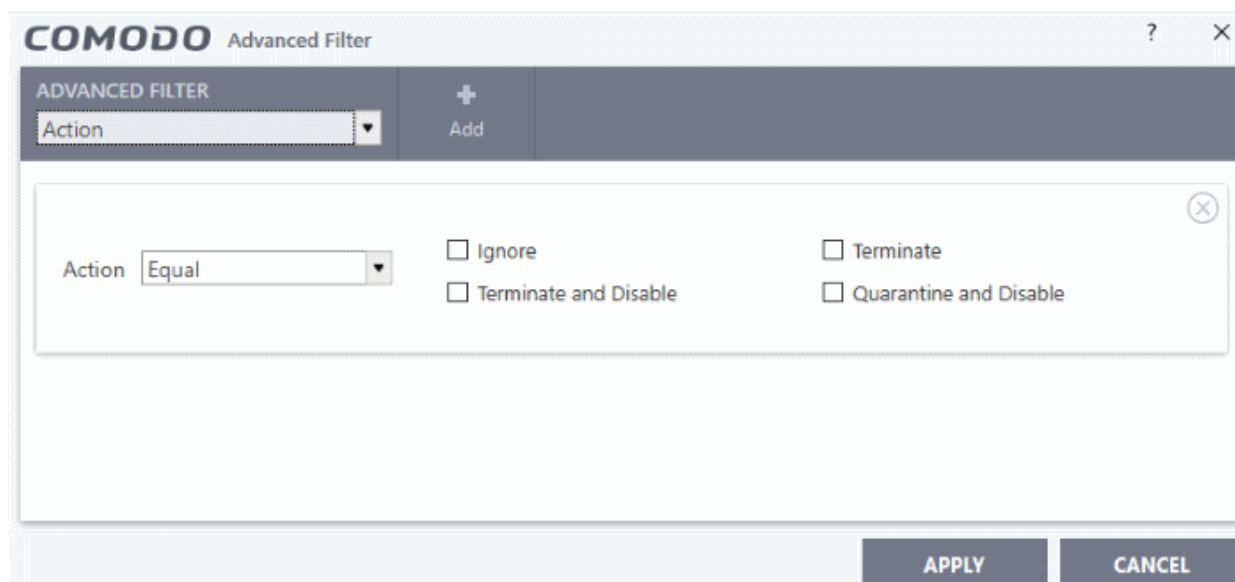 COMODO Advanced Filter ?
ADVANCED FILTER
Action
Add
Action Equal
Ignore Terminate
Terminate and Disable Quarantine and Disable
APPLY CANCEL